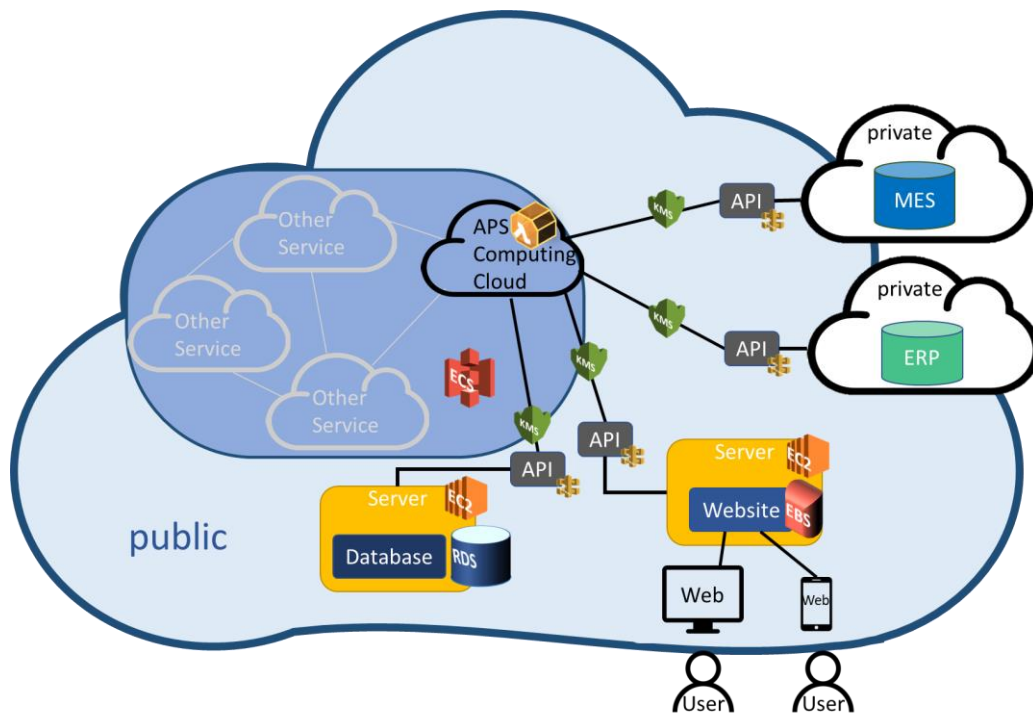 private
MES
API
KMS
Other
Service
APS
Computing
Cloud
private
ERP
API
KMS
Other
Service
KMS
ECS
Other
Service
KMS
API
API
Server
EC2
Server
EC2
Website
EBS
public
Database
RDS
Web
Web
User
User